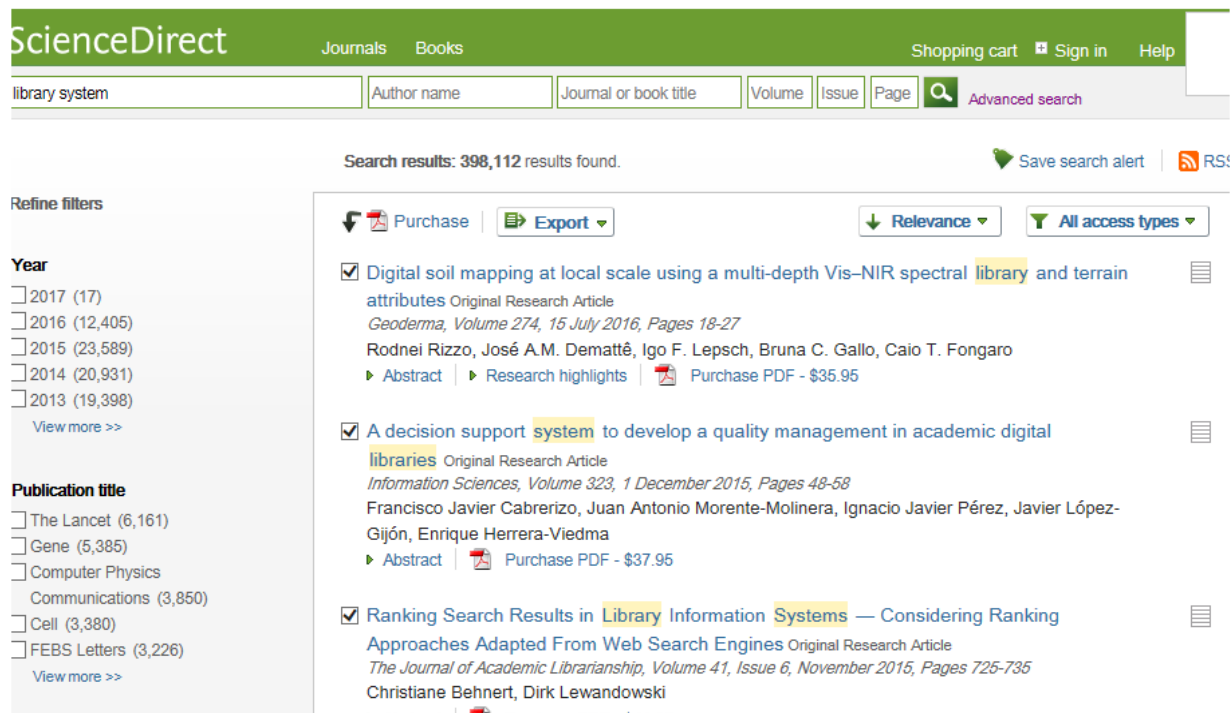 ScienceDirect Journals Books Shopping cart Sign in Help
library system Author name Journal or book title Volume Issue Page Advanced search
Search results: 398,112 results found. Save search alert RSS
Refine filters
Year
2017 (17)
2016 (12,405)
2015 (23,589)
2014 (20,931)
2013 (19,398)
View more >>
Publication title
The Lancet (6,161)
Gene (5,385)
Computer Physics
Communications (3,850)
Cell (3,380)
FEBS Letters (3,226)
View more >>
Purchase Export Relevance All access types
Digital soil mapping at local scale using a multi-depth Vis–NIR spectral library and terrain
attributes Original Research Article
Geoderma, Volume 274, 15 July 2016, Pages 18-27
Rodnei Rizzo, José A.M. Demattê, Igo F. Lepsch, Bruna C. Gallo, Caio T. Fongaro
Abstract Research highlights Purchase PDF - $35.95
A decision support system to develop a quality management in academic digital
libraries Original Research Article
Information Sciences, Volume 323, 1 December 2015, Pages 48-58
Francisco Javier Cabrerizo, Juan Antonio Morente-Molinera, Ignacio Javier Pérez, Javier López-
Gijón, Enrique Herrera-Viedma
Abstract Purchase PDF - $37.95
Ranking Search Results in Library Information Systems — Considering Ranking
Approaches Adapted From Web Search Engines Original Research Article
The Journal of Academic Librarianship, Volume 41, Issue 6, November 2015, Pages 725-735
Christiane Behnert, Dirk Lewandowski